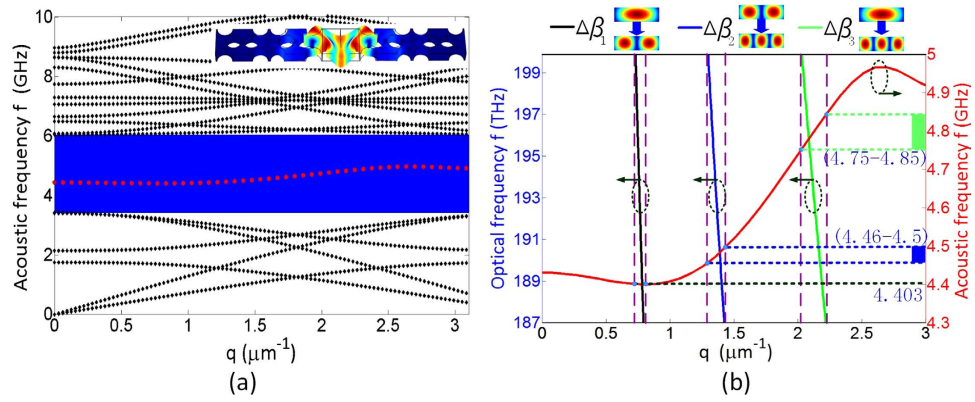 10
8
6
4
2
0
Acoustic frequency f (GHz)
0 0.5 1 1.5 2 2.5 3
q (μm⁻¹)
(a)
Δβ₁ Δβ₂ Δβ₃
199
197
195
193
191
189
187
Optical frequency f (THz)
5
4.9
4.8
4.7
4.6
4.5
4.4
4.3
Acoustic frequency f (GHz)
(4.75-4.85)
(4.46-4.5)
4.403
0 0.5 1 1.5 2 2.5 3
q (μm⁻¹)
(b)